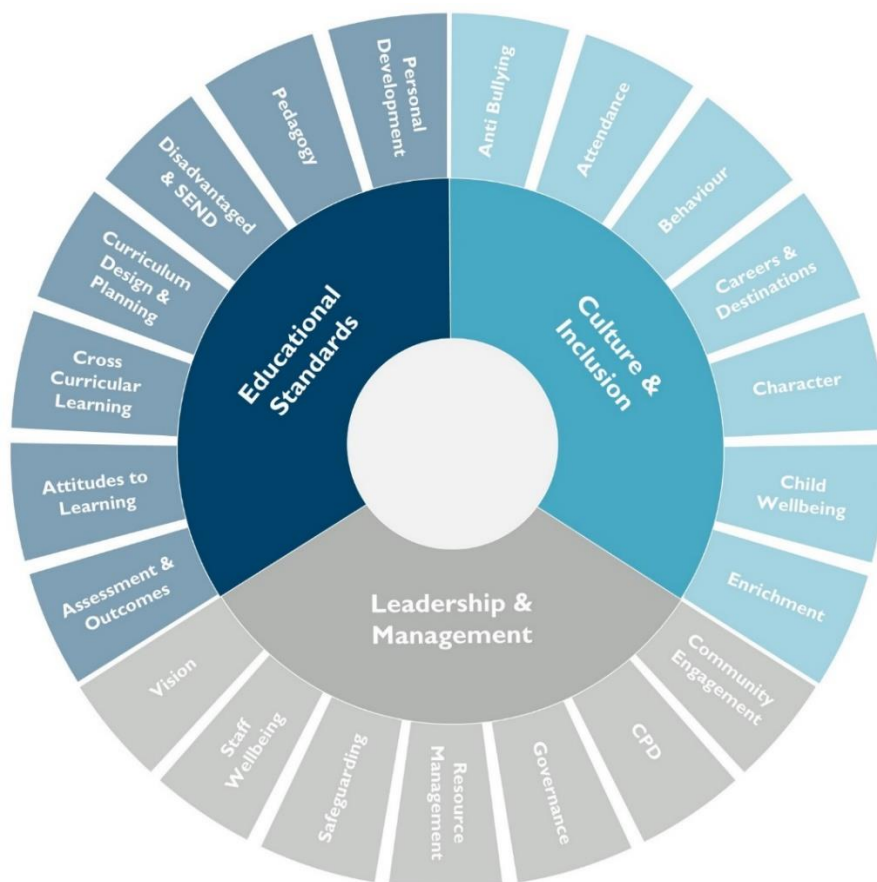 Educational
Standards
Culture &
Inclusion
Leadership &
Management
Anti Bullying
Attendance
Behaviour
Careers &
Destinations
Character
Child
Wellbeing
Enrichment
Community
Engagement
CPD
Governance
Resource
Management
Safeguarding
Staff
Wellbeing
Vision
Assessment &
Outcomes
Attitudes to
Learning
Cross
Curricular
Learning
Curriculum
Design &
Planning
Disadvantaged
& SEND
Pedagogy
Personal
Development